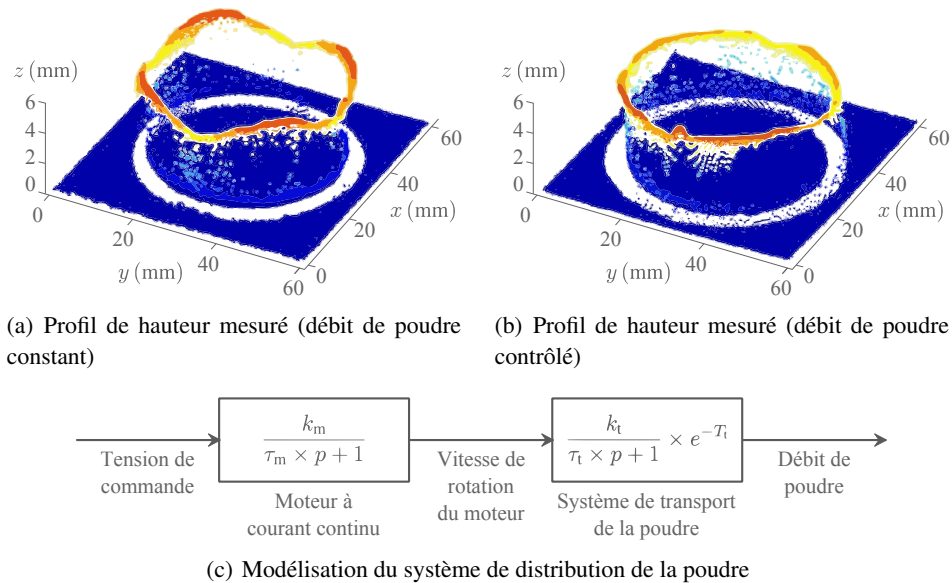 z (mm)
6
4
2
0
0
20
40
60
y (mm)
0
20
40
60
x (mm)
z (mm)
6
4
2
0
0
20
40
60
y (mm)
0
20
40
60
x (mm)
(a) Profil de hauteur mesuré (débit de poudre
constant)
(b) Profil de hauteur mesuré (débit de poudre
contrôlé)
Tension de
commande
k_m
τ_m × p + 1
Moteur à
courant continu
Vitesse de
rotation
du moteur
k_t
τ_t × p + 1 × e^{-T_t}
Système de transport
de la poudre
Débit de
poudre
(c) Modélisation du système de distribution de la poudre